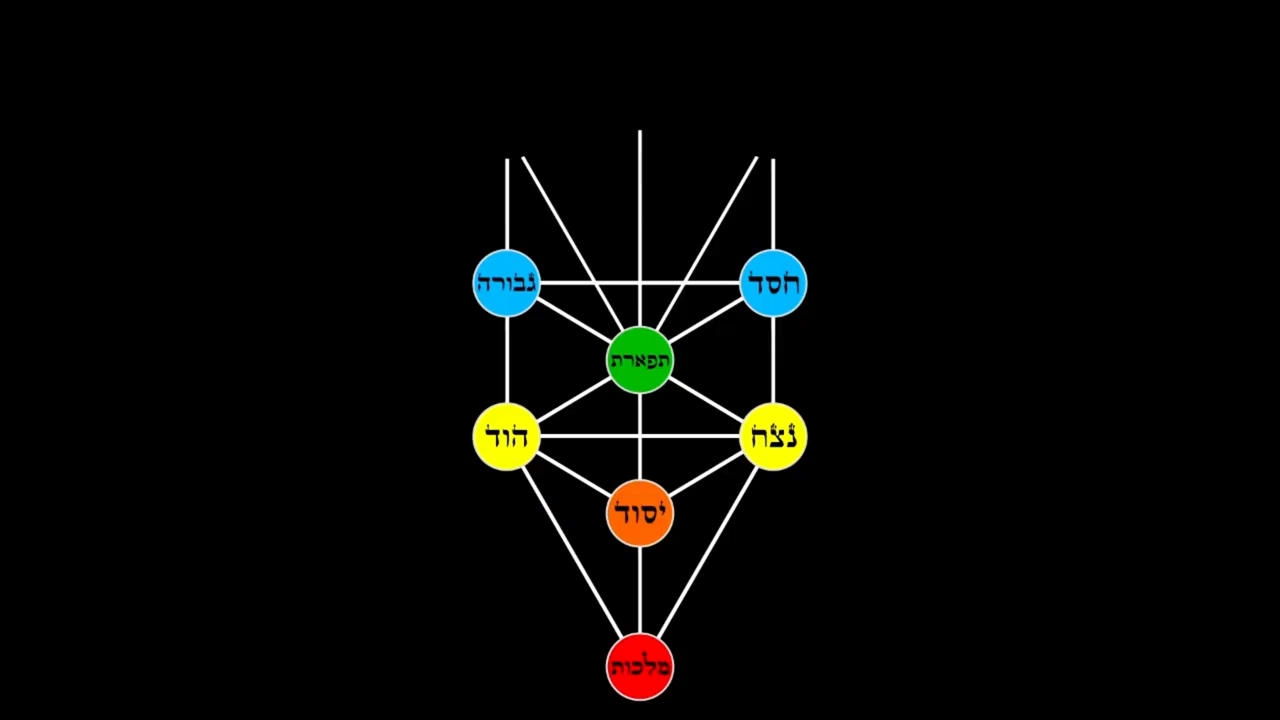 חסד
גבורה
תפארת
נצח
הוד
יסוד
מלכות